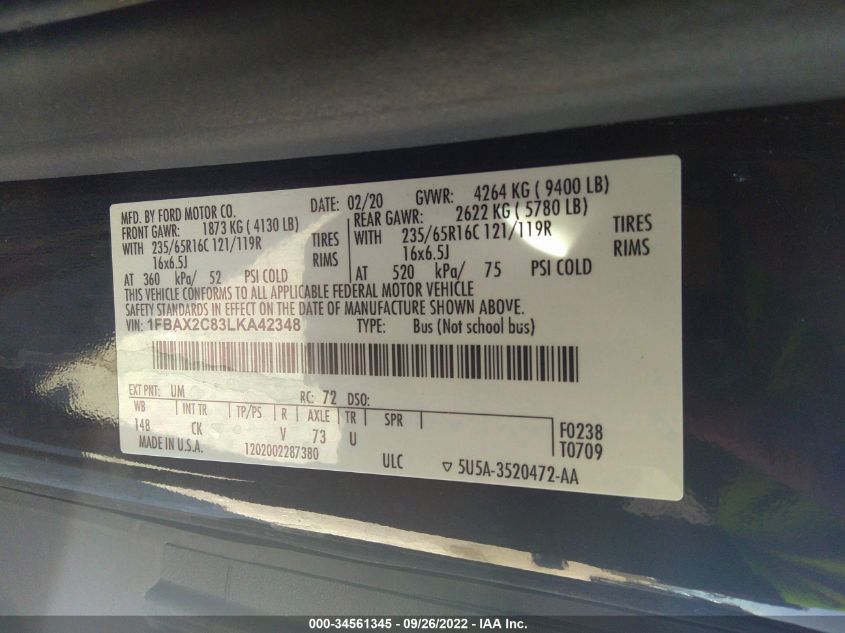 MFD. BY FORD MOTOR CO. DATE: 02/20 GVWR: 4264 KG ( 9400 LB)
FRONT GAWR: 1873 KG ( 4130 LB) REAR GAWR: 2622 KG ( 5780 LB)
WITH 235/65R16C 121/119R TIRES WITH 235/65R16C 121/119R TIRES
16x6.5J RIMS 16x6.5J RIMS
AT 360 kPa/ 52 PSI COLD AT 520 kPa/ 75 PSI COLD
THIS VEHICLE CONFORMS TO ALL APPLICABLE FEDERAL MOTOR VEHICLE
SAFETY STANDARDS IN EFFECT ON THE DATE OF MANUFACTURE SHOWN ABOVE.
VIN: 1FBAX2C83LKA42348 TYPE: Bus (Not school bus)
EXT PNT: UM RC: 72 DSO:
WB INT TR TP/PS R AXLE TR SPR
148 CK V 73 U F0238
MADE IN U.S.A. 1202002287380 T0709
ULC ▽ 5U5A-3520472-AA
000-34561345 - 09/26/2022 - IAA Inc.